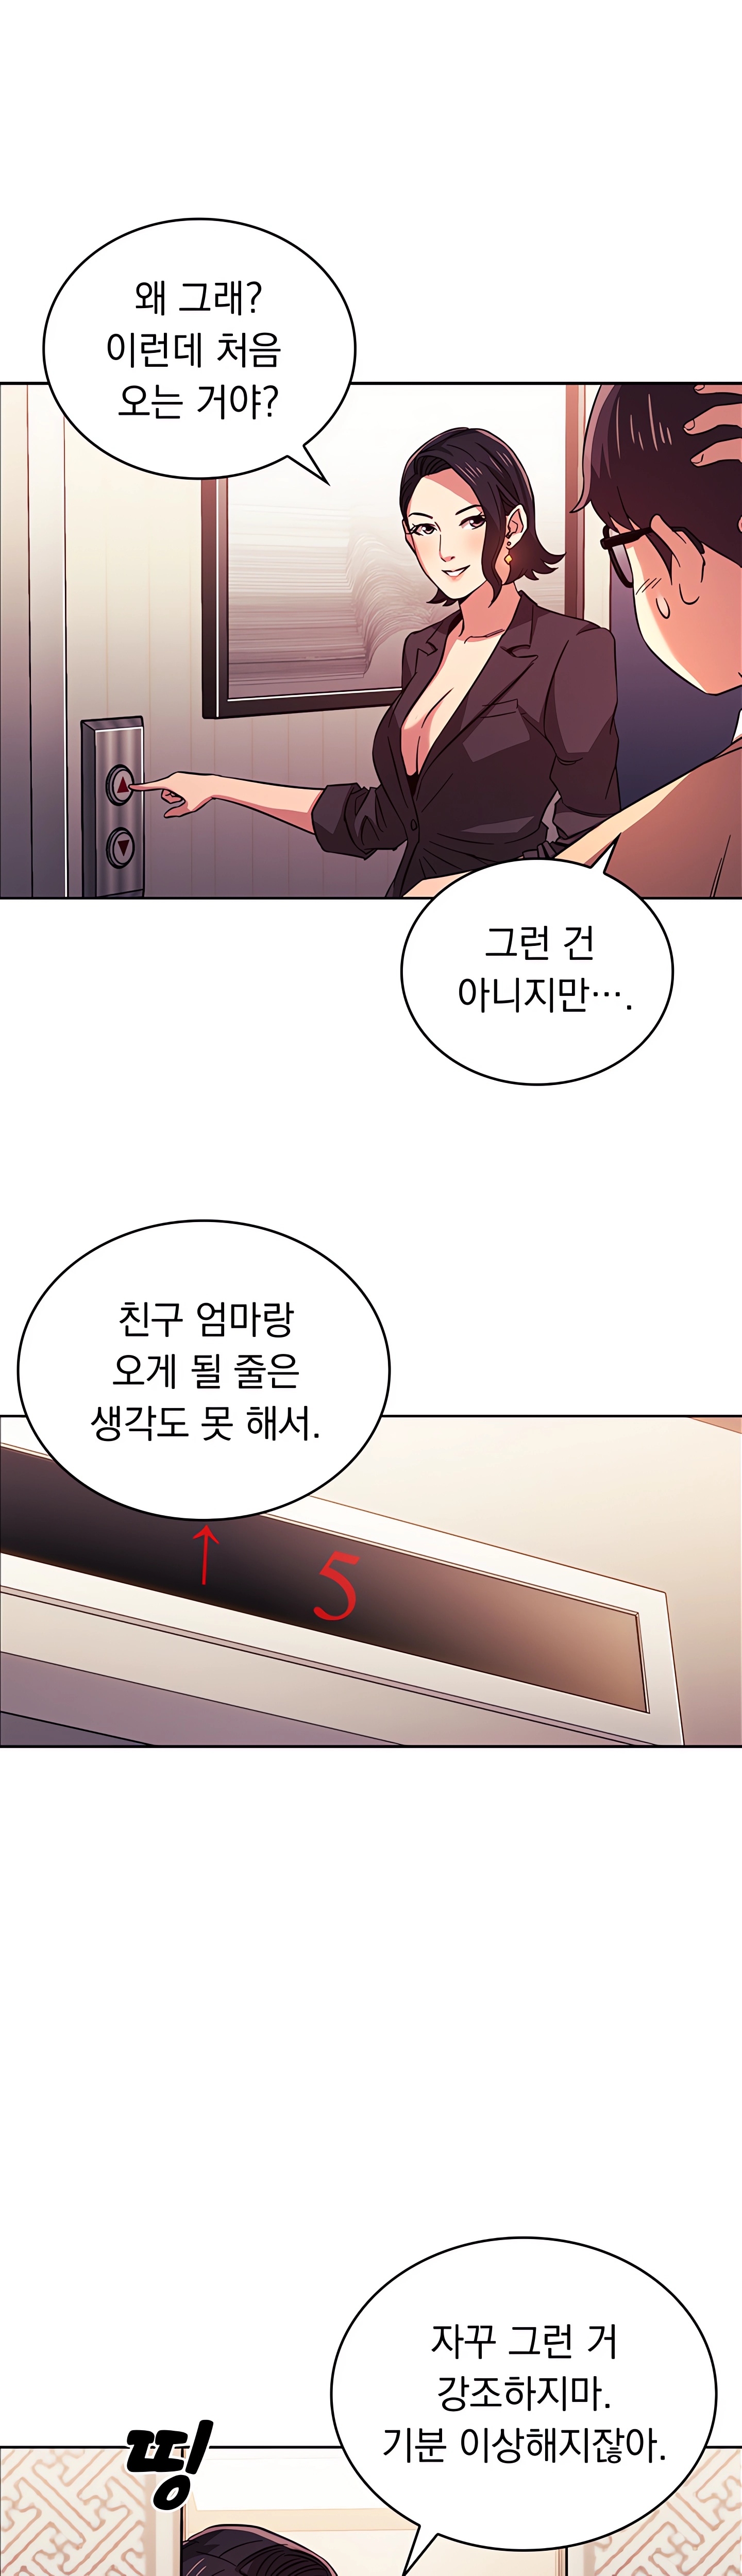 왜 그래?
이런데 처음
오는 거야?
그런 건
아니지만….
친구 엄마랑
오게 될 줄은
생각도 못 해서.
↑ 5
자꾸 그런 거
강조하지마.
기분 이상해지잖아.
띵